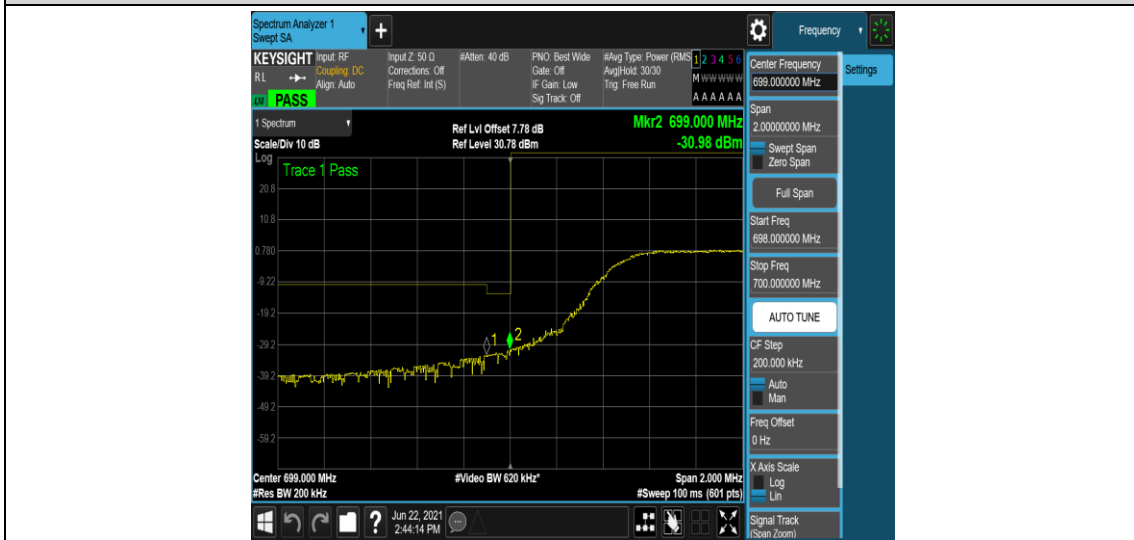 Spectrum Analyzer 1
Swept SA
+
Frequency
KEYSIGHT
Input: RF
Coupling: DC
Align: Auto
Input Z: 50 Ω
Corrections: Off
Freq Ref: Int (S)
#Atten: 40 dB
PNO: Best Wide
Gate: Off
IF Gain: Low
Sig Track: Off
#Avg Type: Power (RMS
Avg|Hold: 30/30
Trig: Free Run
1 2 3 4 5 6
M W W W W W
A A A A A A
RL
PASS
1 Spectrum
Scale/Div 10 dB
Ref Lvl Offset 7.78 dB
Ref Level 30.78 dBm
Mkr2 699.000 MHz
-30.98 dBm
Log
Trace 1 Pass
20.8
10.8
0.780
-9.22
-19.2
-29.2
-39.2
-49.2
-59.2
1
2
Center 699.000 MHz
#Res BW 200 kHz
#Video BW 620 kHz*
Span 2.000 MHz
#Sweep 100 ms (601 pts)
Center Frequency
699.000000 MHz
Settings
Span
2.00000000 MHz
Swept Span
Zero Span
Full Span
Start Freq
698.000000 MHz
Stop Freq
700.000000 MHz
AUTO TUNE
CF Step
200.000 kHz
Auto
Man
Freq Offset
0 Hz
X Axis Scale
Log
Lin
Signal Track
(Span Zoom)
?
Jun 22, 2021
2:44:14 PM